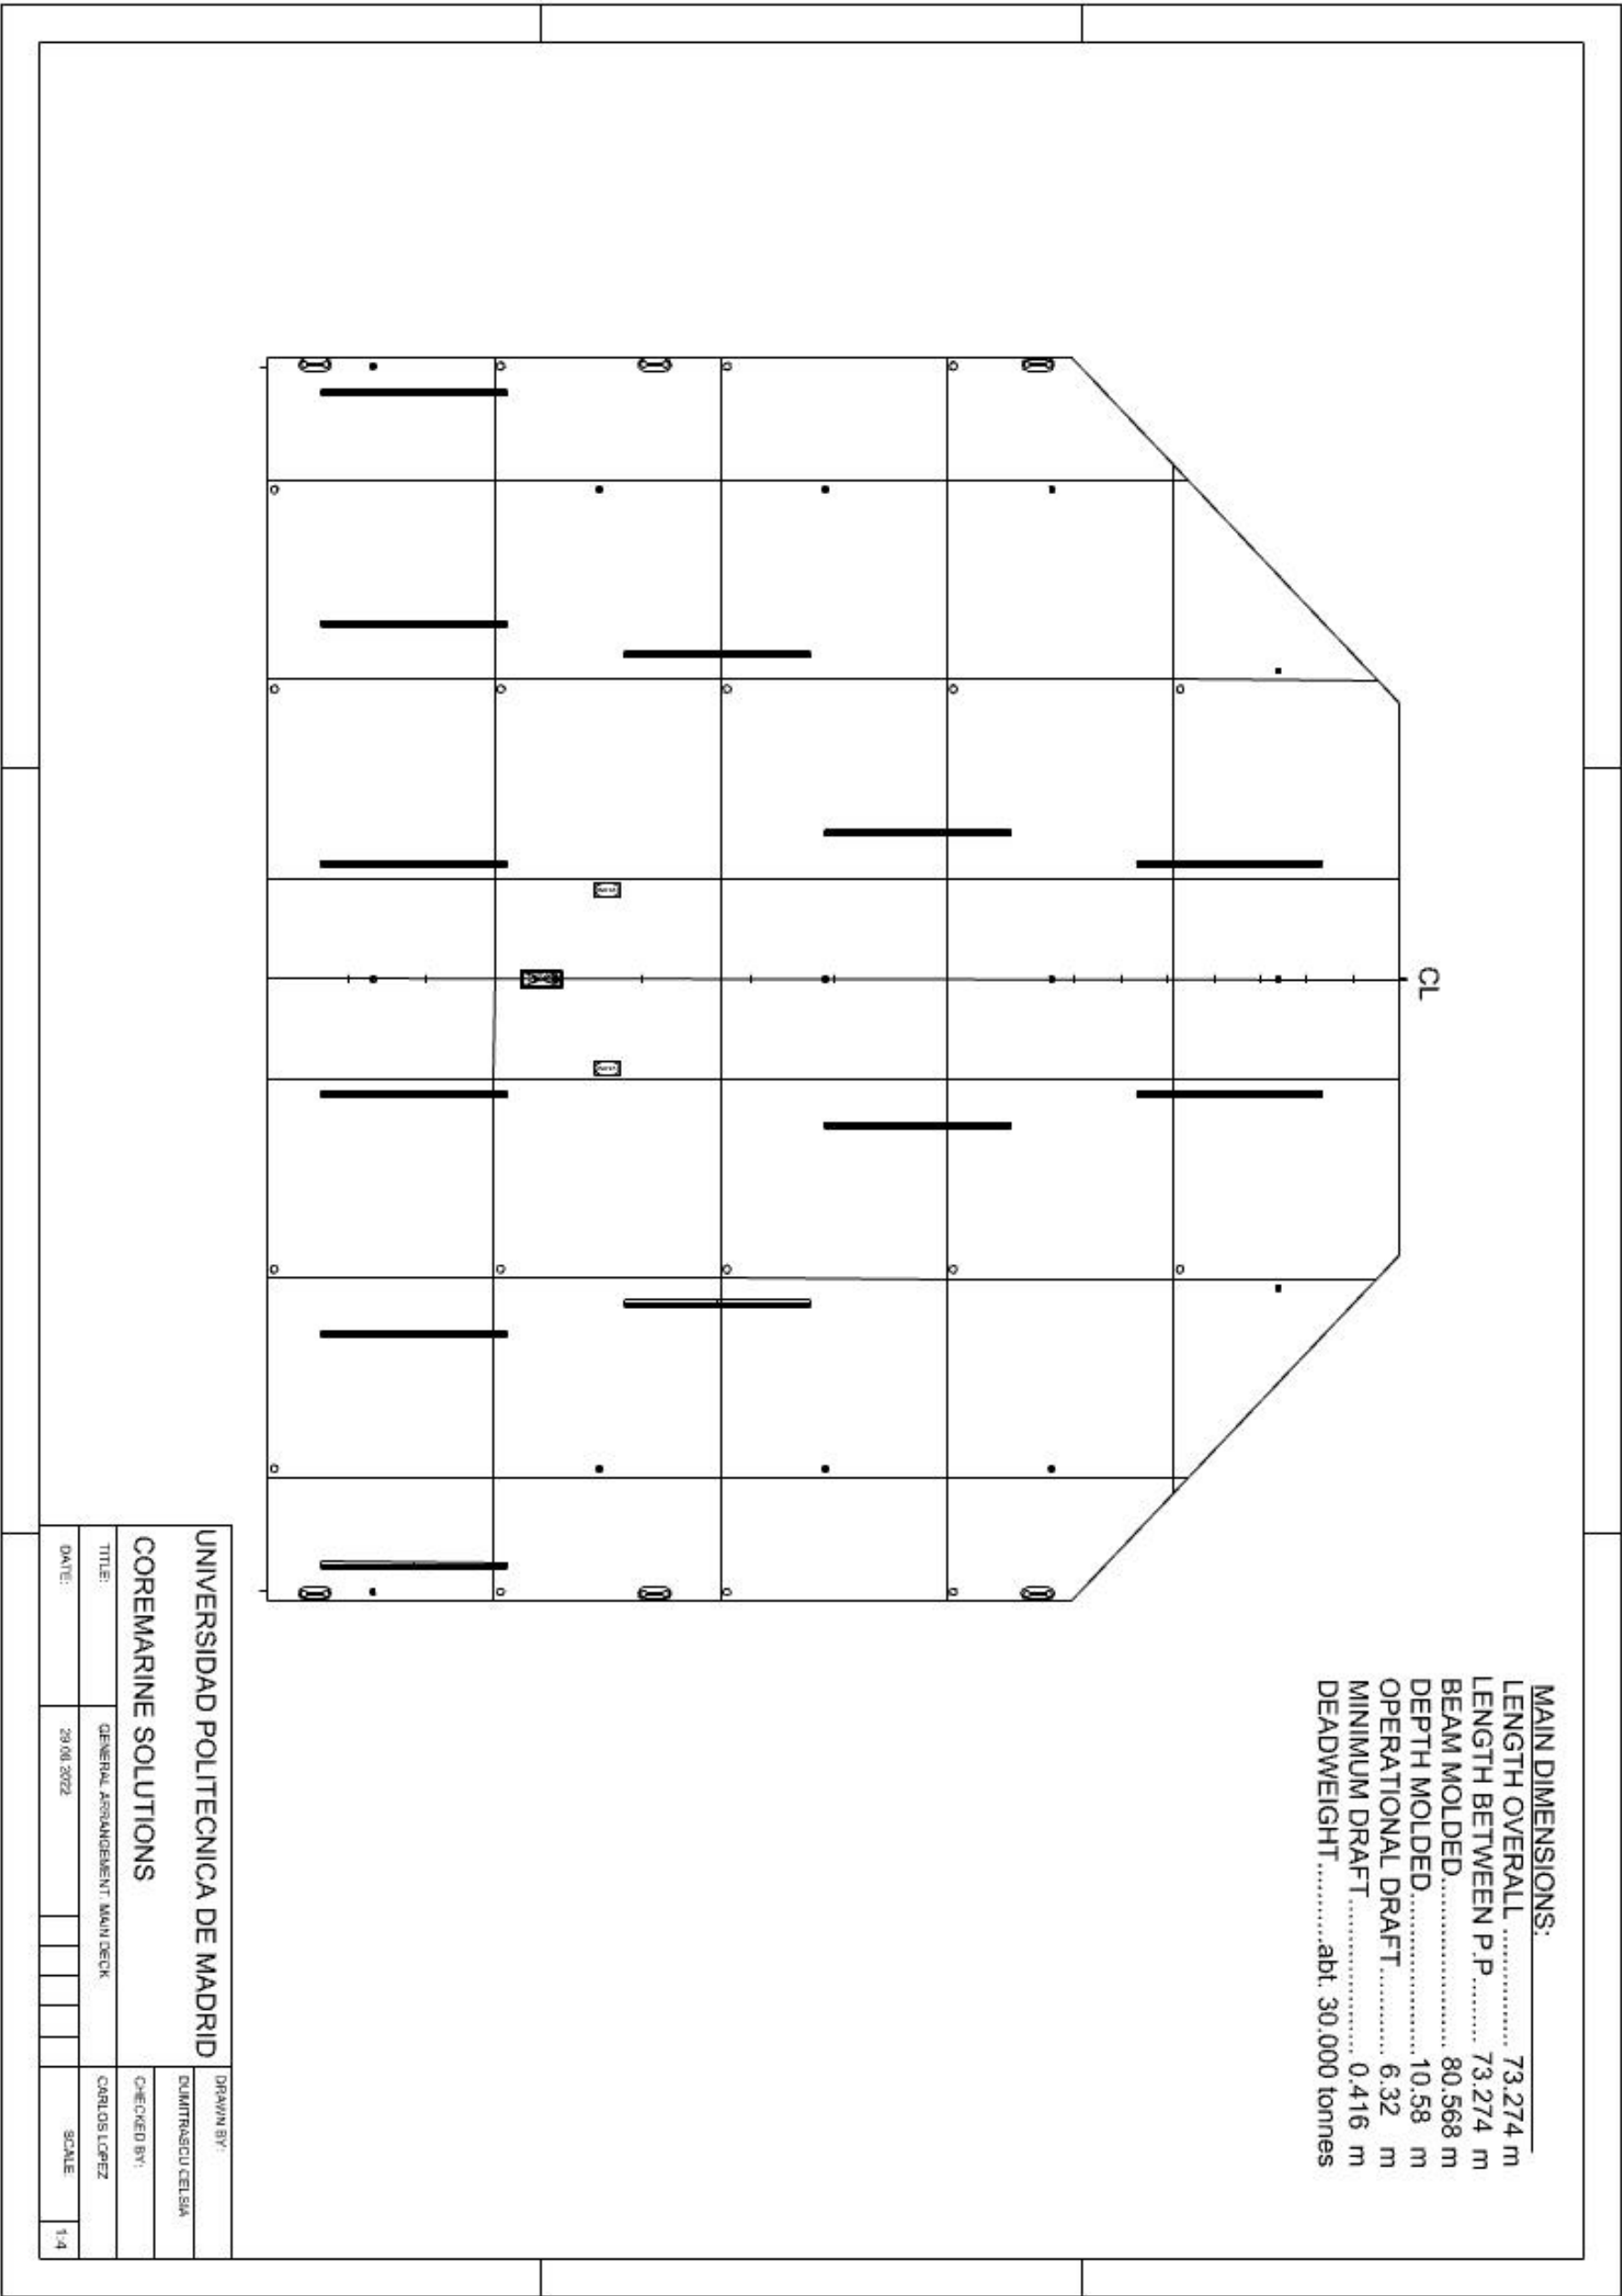 MAIN DIMENSIONS:
LENGTH OVERALL ............. 73.274 m
LENGTH BETWEEN P.P......... 73.274 m
BEAM MOLDED...................... 80.568 m
DEPTH MOLDED.....................10.58 m
OPERATIONAL DRAFT............ 6.32 m
MINIMUM DRAFT.................... 0.416 m
DEADWEIGHT...........abt. 30.000 tonnes
CL
UNIVERSIDAD POLITECNICA DE MADRID
DRAWN BY:
DUMITRASCU CELSIA
COREMARINE SOLUTIONS
CHECKED BY:
CARLOS LOPEZ
TITLE:
GENERAL ARRANGEMENT. MAIN DECK
DATE:
29.08.2022
SCALE:
1:4